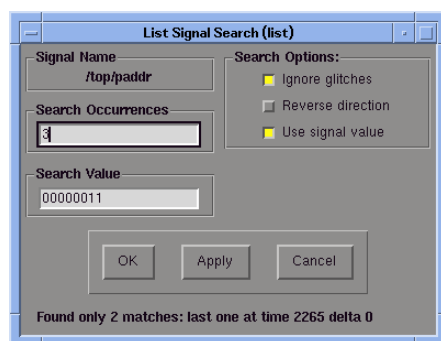 List Signal Search (list)
Signal Name
/top/paddr
Search Occurrences
3
Search Value
00000011
Search Options:
Ignore glitches
Reverse direction
Use signal value
OK Apply Cancel
Found only 2 matches: last one at time 2265 delta 0